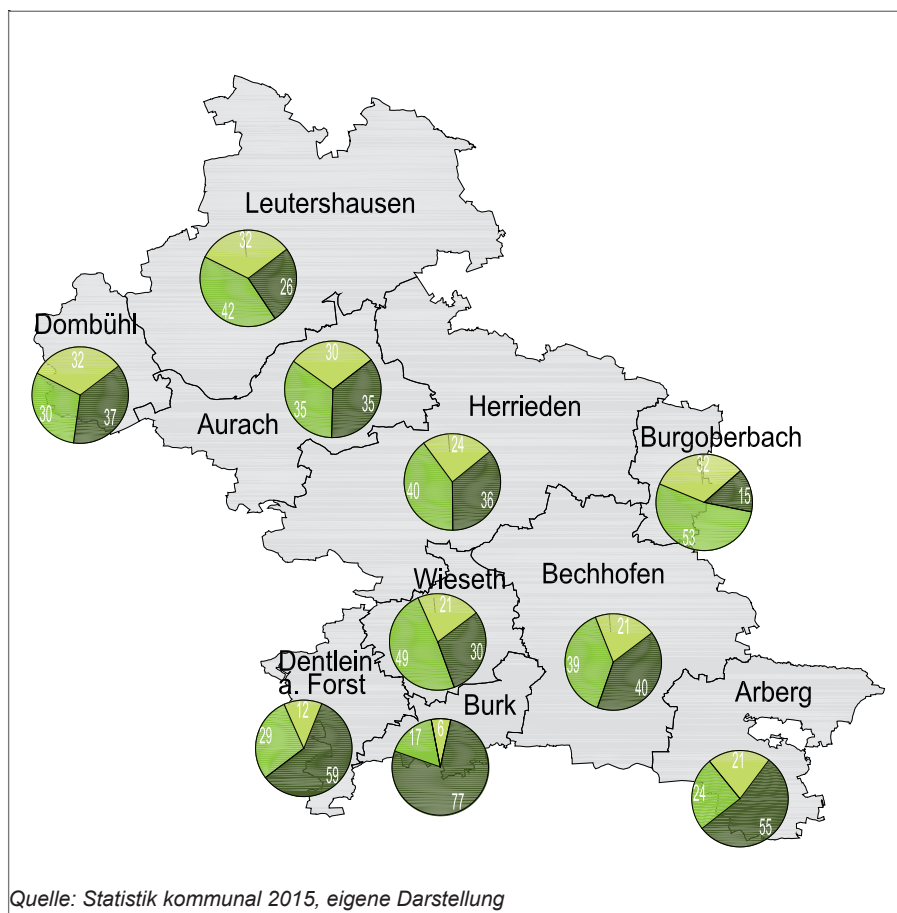 Leutershausen
32
26
42
Dombühl
32
37
30
Aurach
30
35
35
Herrieden
24
36
40
Burgoberbach
32
15
53
Wieseth
21
30
49
Bechhofen
21
40
39
Dentlein
a. Forst
12
59
29
Burk
6
77
17
Arberg
21
55
24
Quelle: Statistik kommunal 2015, eigene Darstellung